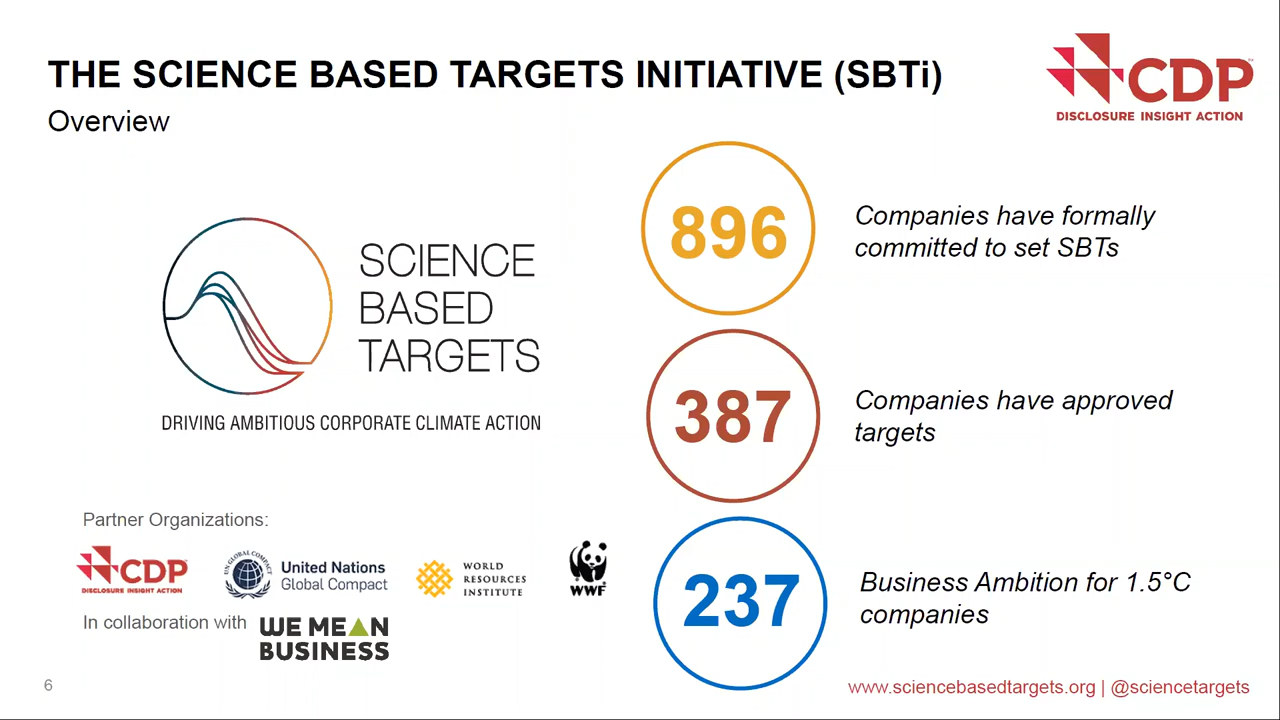 THE SCIENCE BASED TARGETS INITIATIVE (SBTi)
Overview
CDP
DISCLOSURE INSIGHT ACTION
SCIENCE
BASED
TARGETS
DRIVING AMBITIOUS CORPORATE CLIMATE ACTION
896
Companies have formally
committed to set SBTs
387
Companies have approved
targets
237
Business Ambition for 1.5°C
companies
Partner Organizations:
CDP
DISCLOSURE INSIGHT ACTION
UN GLOBAL COMPACT
United Nations
Global Compact
WORLD
RESOURCES
INSTITUTE
WWF
In collaboration with
WE MEAN
BUSINESS
6
www.sciencebasedtargets.org | @sciencetargets